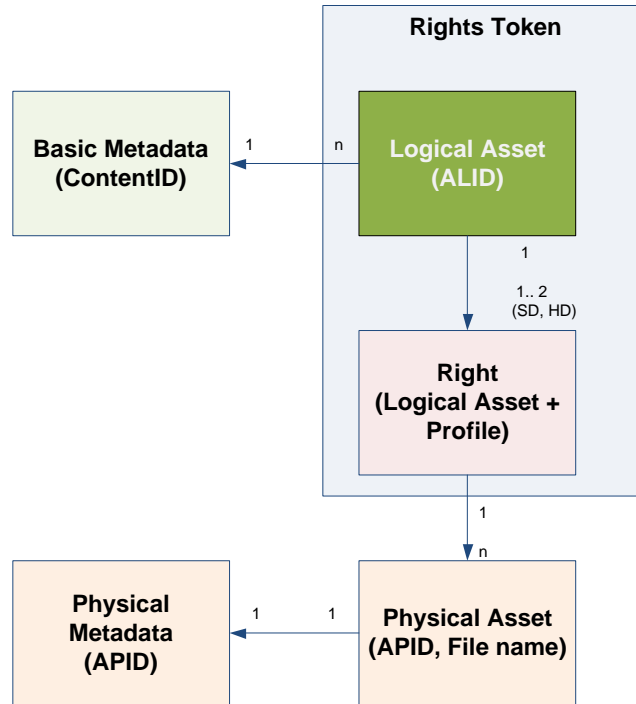 Rights Token
Basic Metadata
(ContentID)
1
n
Logical Asset
(ALID)
1
1.. 2
(SD, HD)
Right
(Logical Asset +
Profile)
1
n
Physical
Metadata
(APID)
1
1
Physical Asset
(APID, File name)